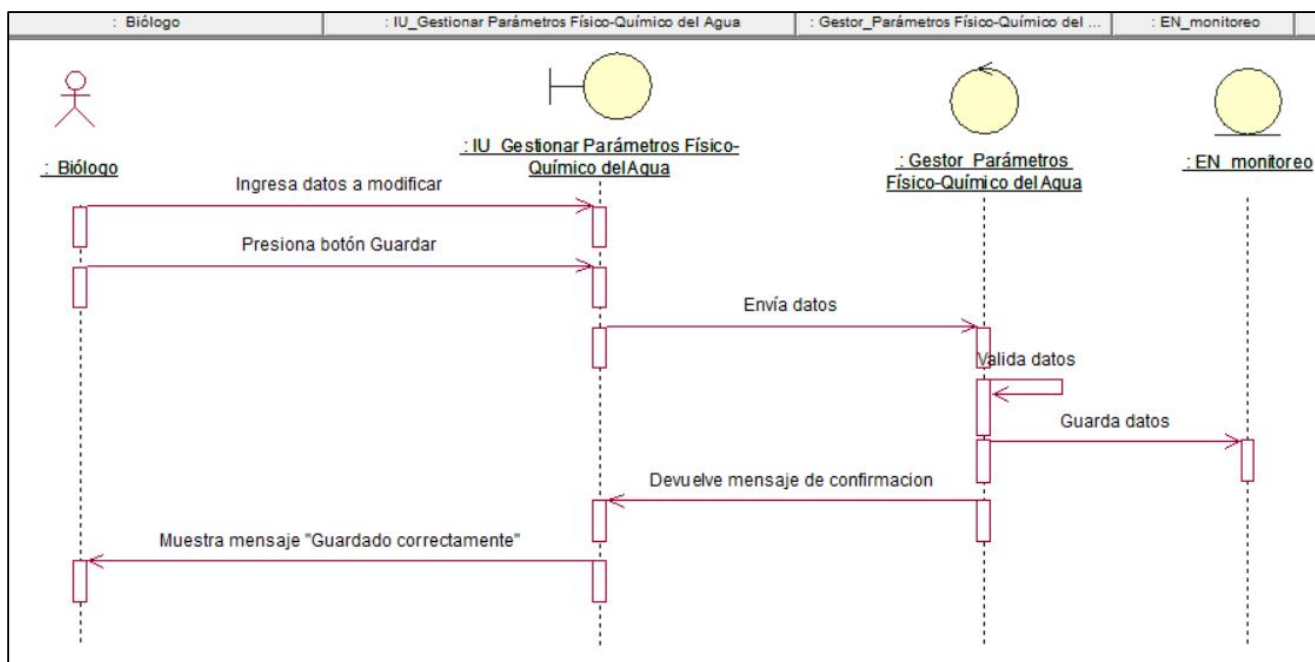 : Biólogo
: IU_Gestionar Parámetros Físico-Químico del Agua
: Gestor_Parámetros Físico-Químico del ...
: EN_monitoreo
: Biólogo
: IU_Gestionar Parámetros Físico-
Químico del Agua
: Gestor_Parámetros
Físico-Químico del Agua
: EN_monitoreo
Ingresa datos a modificar
Presiona botón Guardar
Envía datos
Valida datos
Guarda datos
Devuelve mensaje de confirmacion
Muestra mensaje "Guardado correctamente"